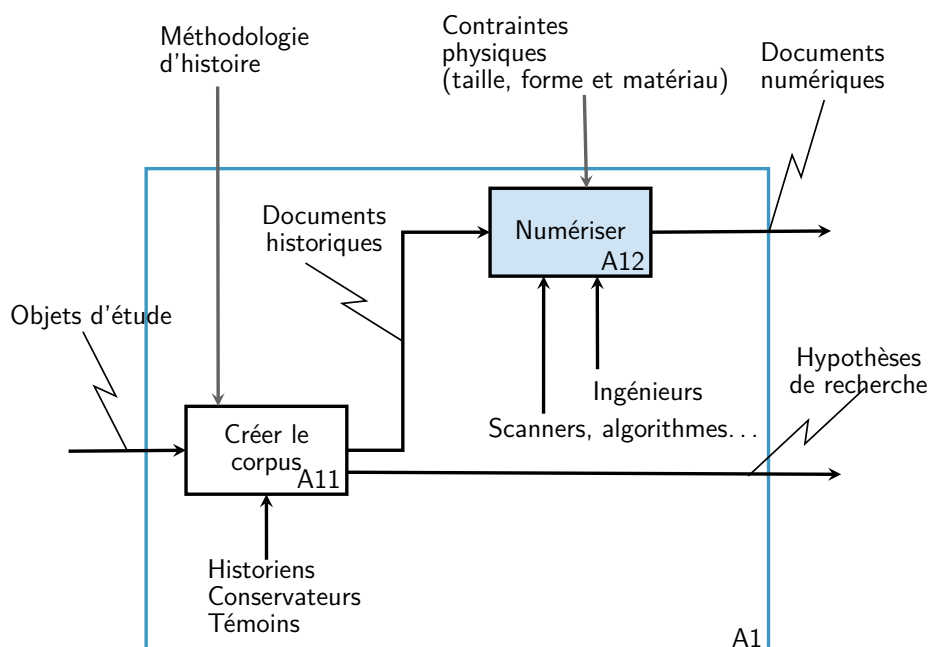 Méthodologie
d'histoire
Contraintes
physiques
(taille, forme et matériau)
Documents
numériques
Documents
historiques
Numériser
A12
Objets d'étude
Ingénieurs
Scanners, algorithmes...
Hypothèses
de recherche
Créer le
corpus
A11
Historiens
Conservateurs
Témoins
A1